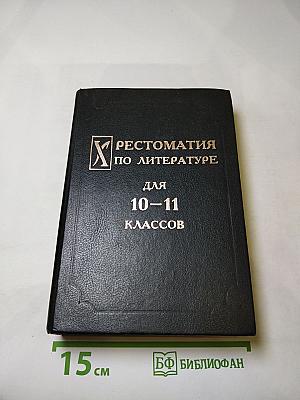 ХРЕСТОМАТИЯ
ПО ЛИТЕРАТУРЕ
ДЛЯ
10—11
КЛАССОВ
15 см
БФ БИБЛИОФАН